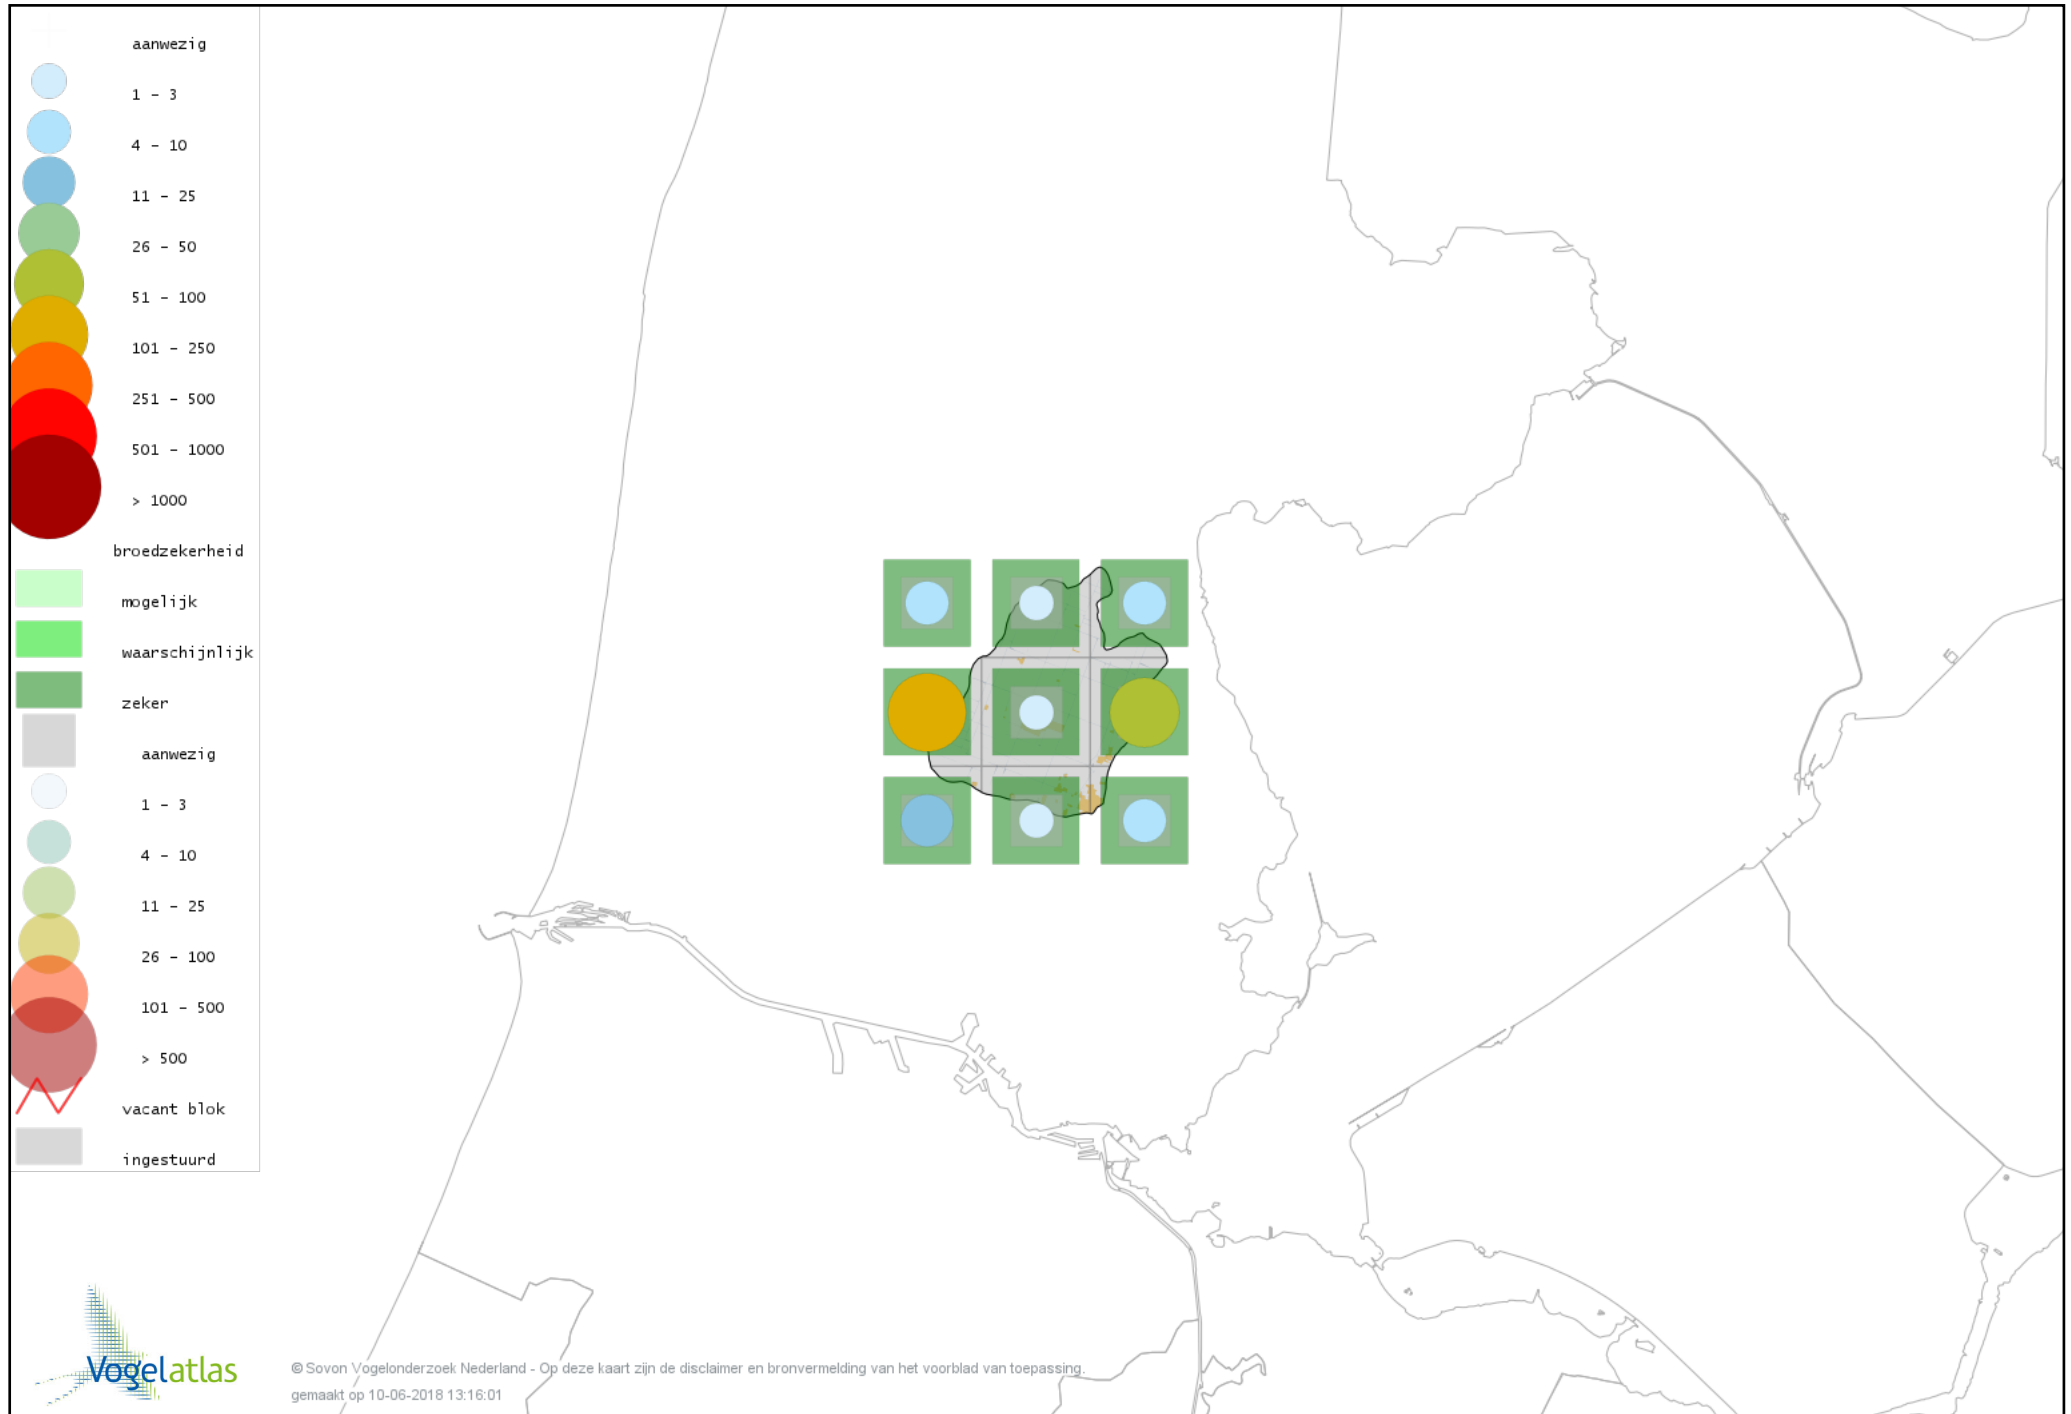 aanwezig
1 - 3
4 - 10
11 - 25
26 - 50
51 - 100
101 - 250
251 - 500
501 - 1000
> 1000
broedzekerheid
mogelijk
waarschijnlijk
zeker
aanwezig
1 - 3
4 - 10
11 - 25
26 - 100
101 - 500
> 500
vacant blok
ingestuurd
Vogelatlas
© Sovon Vogelonderzoek Nederland - Op deze kaart zijn de disclaimer en bronvermelding van het voorblad van toepassing.
gemaakt op 10-06-2018 13:16:01